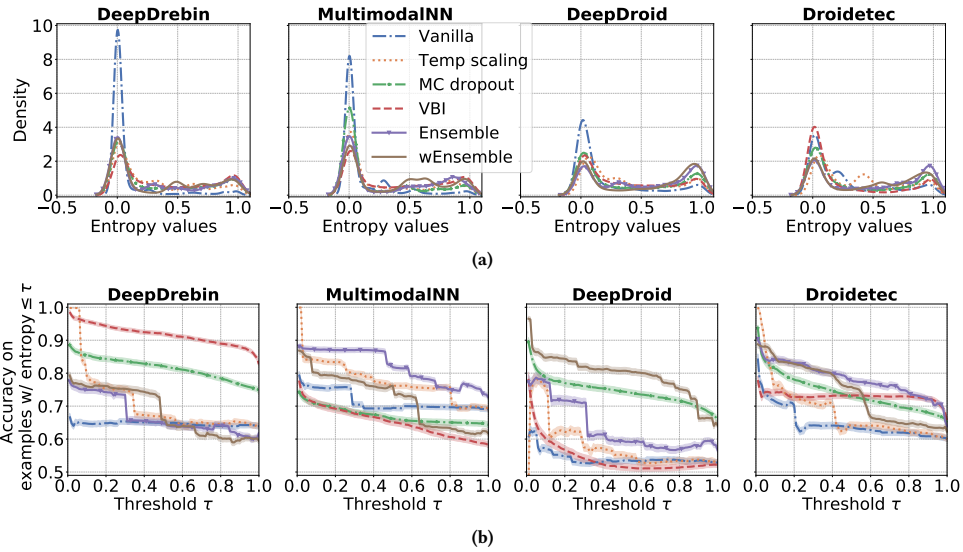 DeepDrebin MultimodalNN DeepDroid Droidetec
Vanilla
Temp scaling
MC dropout
VBI
Ensemble
wEnsemble
Density
10
8
6
4
2
0
−0.5 0.0 0.5 1.0 −0.5 0.0 0.5 1.0 −0.5 0.0 0.5 1.0 −0.5 0.0 0.5 1.0
Entropy values Entropy values Entropy values Entropy values
(a)
DeepDrebin MultimodalNN DeepDroid Droidetec
Accuracy on
examples w/ entropy ≤ τ
1.0
0.9
0.8
0.7
0.6
0.5
0.0 0.2 0.4 0.6 0.8 1.0 0.0 0.2 0.4 0.6 0.8 1.0 0.0 0.2 0.4 0.6 0.8 1.0 0.0 0.2 0.4 0.6 0.8 1.0
Threshold τ Threshold τ Threshold τ Threshold τ
(b)